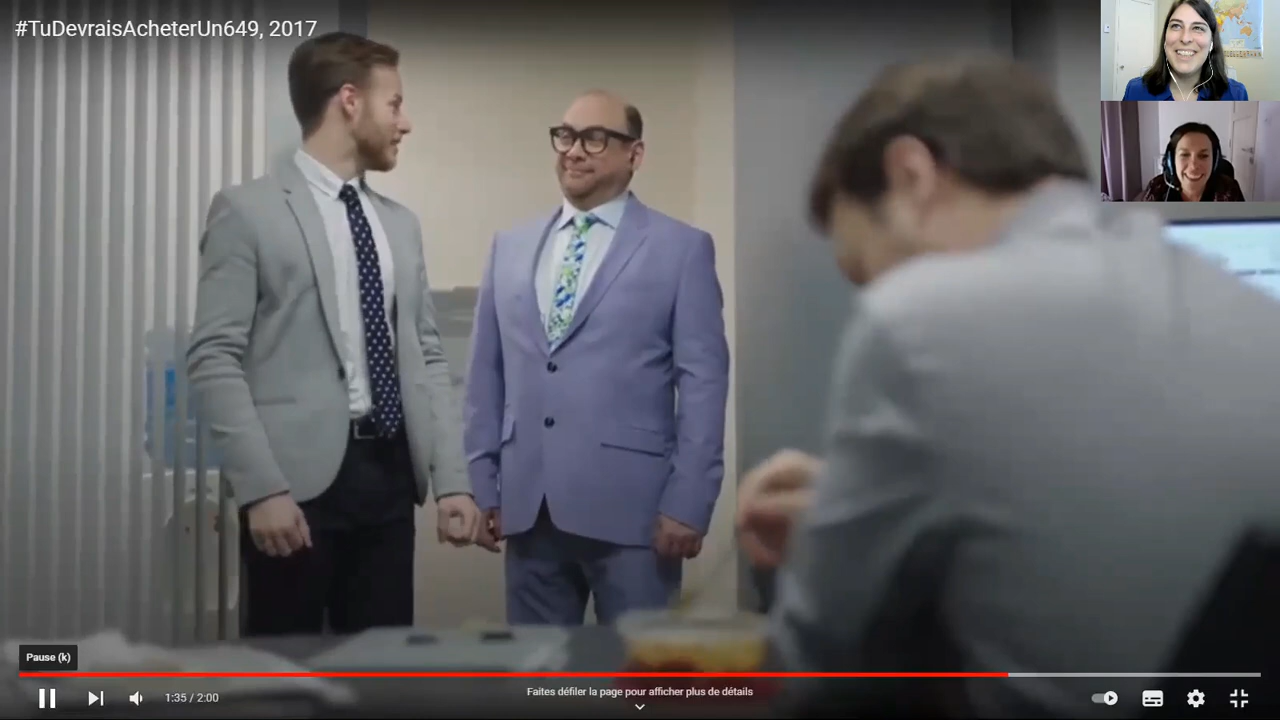 #TuDevraisAcheterUn649, 2017
Pause (k)
1:35 / 2:00
Faites défiler la page pour afficher plus de détails